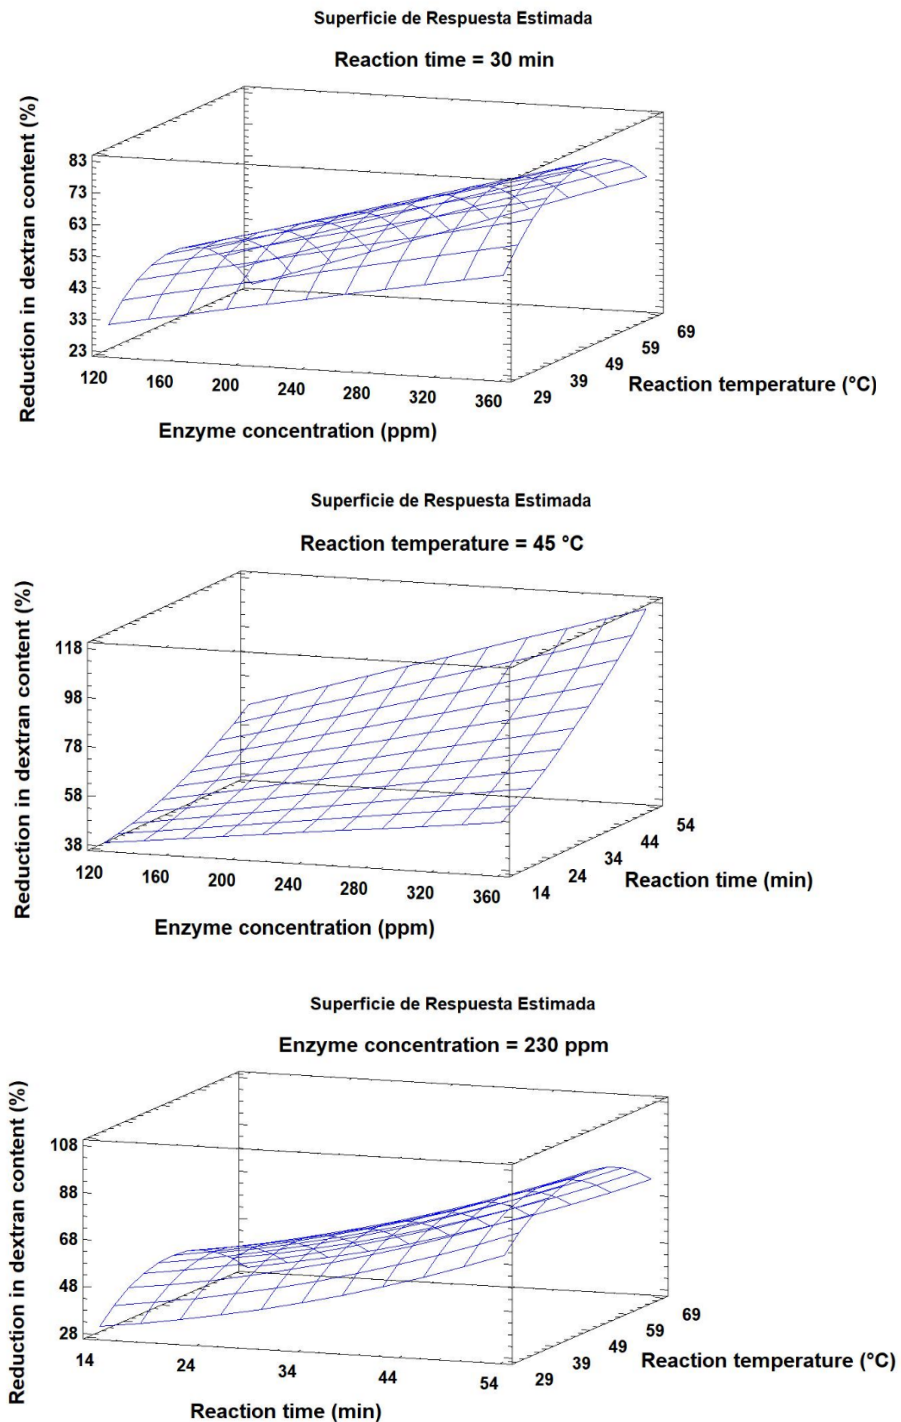 Superficie de Respuesta Estimada
Reaction time = 30 min
Reduction in dextran content (%)
83
73
63
53
43
33
23
120 160 200 240 280 320 360
29 39 49 59 69
Enzyme concentration (ppm)
Reaction temperature (°C)
Superficie de Respuesta Estimada
Reaction temperature = 45 °C
Reduction in dextran content (%)
118
98
78
58
38
120 160 200 240 280 320 360
14 24 34 44 54
Enzyme concentration (ppm)
Reaction time (min)
Superficie de Respuesta Estimada
Enzyme concentration = 230 ppm
Reduction in dextran content (%)
108
88
68
48
28
14 24 34 44 54
29 39 49 59 69
Reaction time (min)
Reaction temperature (°C)